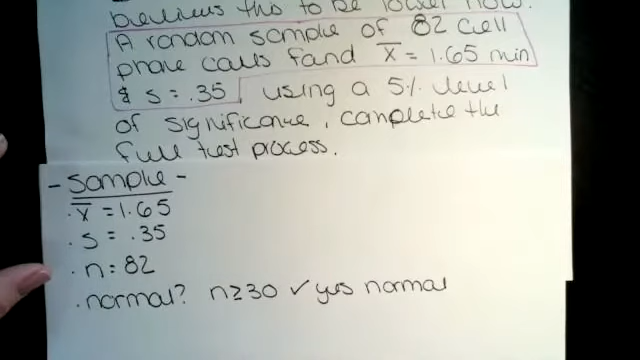 believes this to be lower now.
A random sample of 82 cell
phone calls fand x̄ = 1.65 min
& s = .35, using a 5% level
of significance, complete the
full test process.
- Sample -
· x̄ = 1.65
· s = .35
· n = 82
· normal? n ≥ 30 ✓ yes normal